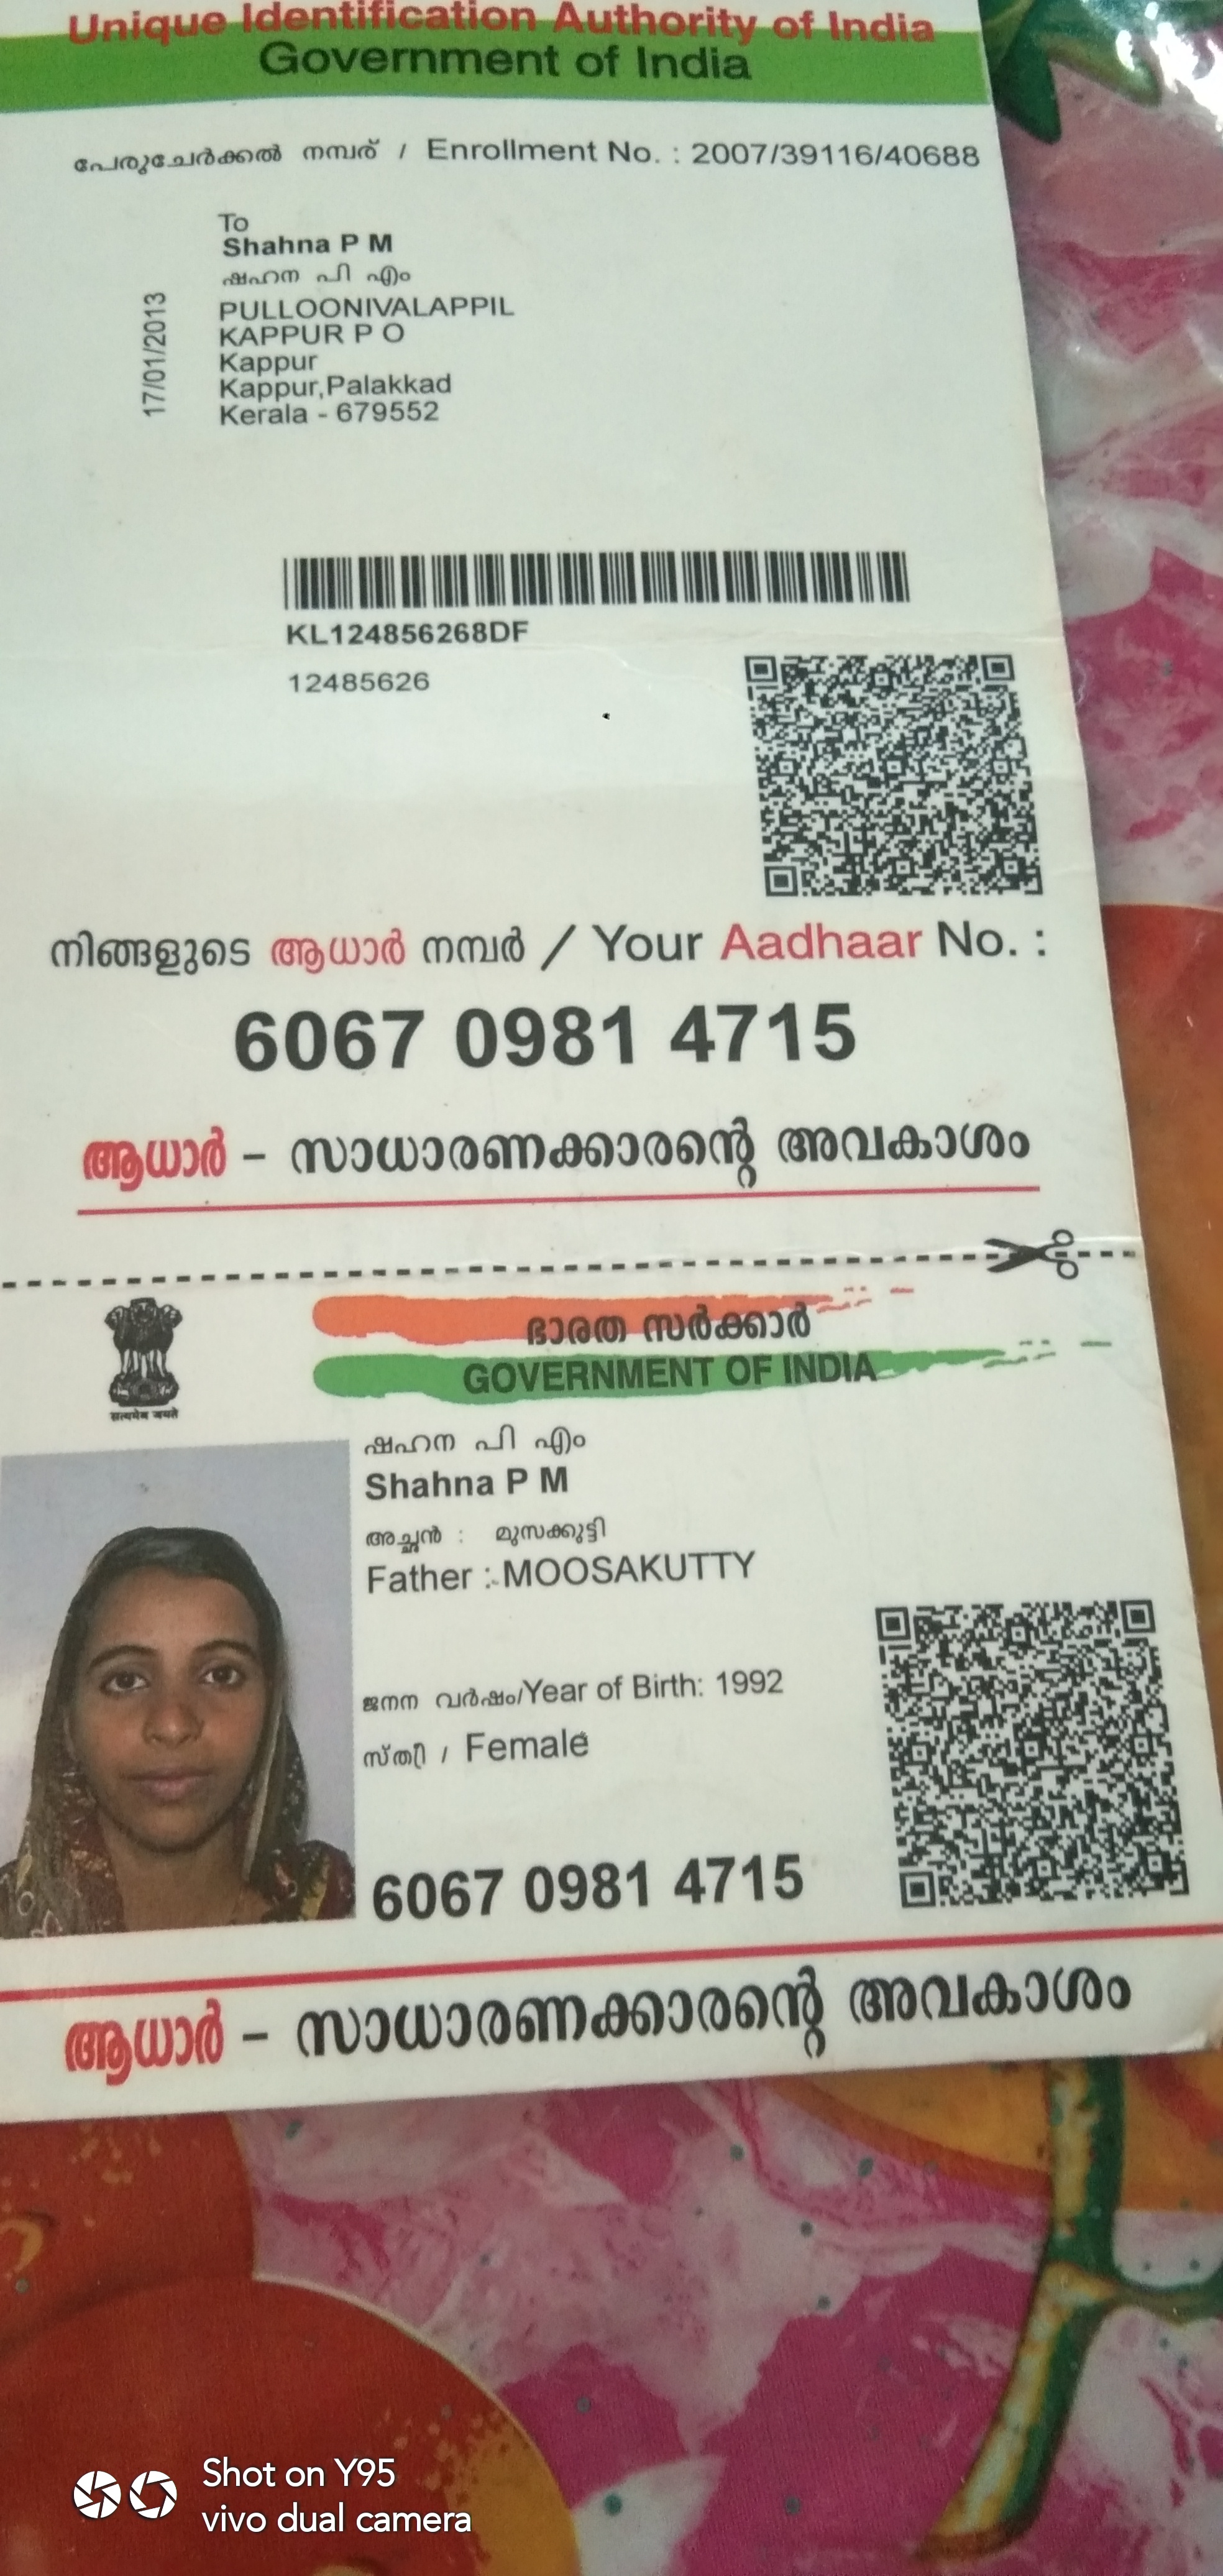 Unique Identification Authority of India
Government of India
പേരുചേർക്കൽ നമ്പര് / Enrollment No. : 2007/39116/40688
To
Shahna P M
ഷഹന പി എം
PULLOONIVALAPPIL
KAPPUR P O
Kappur
Kappur,Palakkad
Kerala - 679552
17/01/2013
KL124856268DF
12485626
നിങ്ങളുടെ ആധാർ നമ്പർ / Your Aadhaar No. :
6067 0981 4715
ആധാർ – സാധാരണക്കാരന്റെ അവകാശം
ഭാരത സർക്കാർ
GOVERNMENT OF INDIA
सत्यमेव जयते
ഷഹന പി എം
Shahna P M
അച്ഛൻ : മുസക്കുട്ടി
Father : MOOSAKUTTY
ജനന വർഷം/Year of Birth: 1992
സ്ത്രീ / Female
6067 0981 4715
ആധാർ – സാധാരണക്കാരന്റെ അവകാശം
Shot on Y95
vivo dual camera